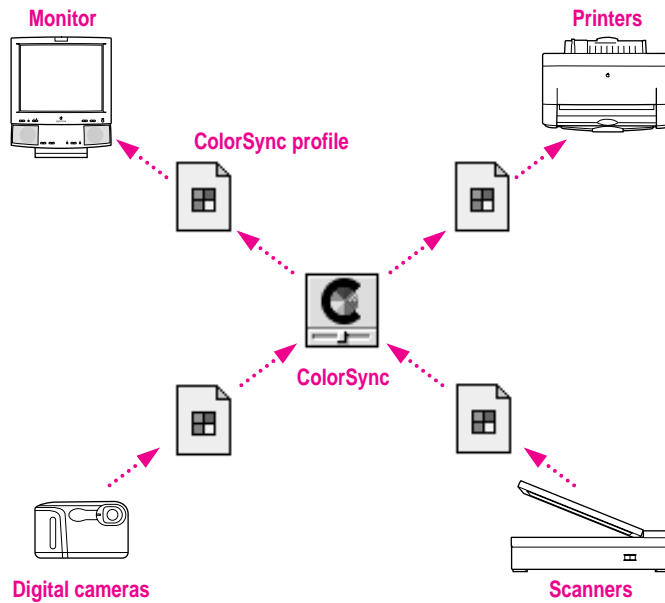 Monitor
Printers
ColorSync profile
ColorSync
Digital cameras
Scanners